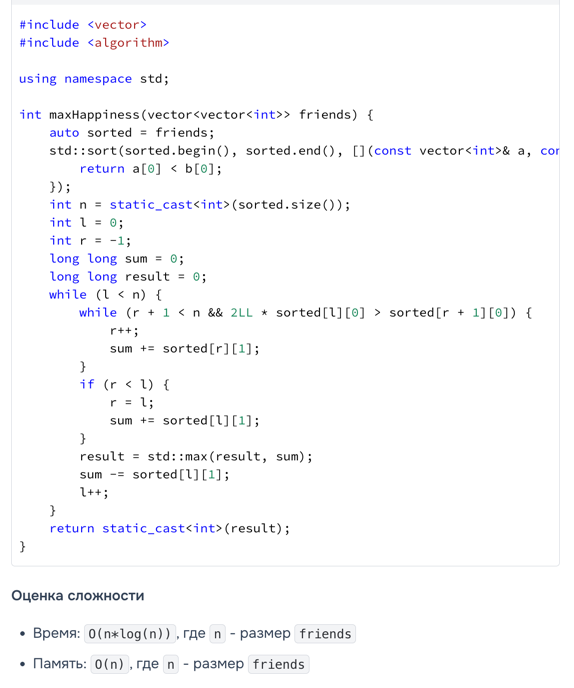 #include <vector>
#include <algorithm>
using namespace std;
int maxHappiness(vector<vector<int>> friends) {
    auto sorted = friends;
    std::sort(sorted.begin(), sorted.end(), [](const vector<int>& a, con
        return a[0] < b[0];
    });
    int n = static_cast<int>(sorted.size());
    int l = 0;
    int r = -1;
    long long sum = 0;
    long long result = 0;
    while (l < n) {
        while (r + 1 < n && 2LL * sorted[l][0] > sorted[r + 1][0]) {
            r++;
            sum += sorted[r][1];
        }
        if (r < l) {
            r = l;
            sum += sorted[l][1];
        }
        result = std::max(result, sum);
        sum -= sorted[l][1];
        l++;
    }
    return static_cast<int>(result);
}
Оценка сложности
• Время: O(n*log(n)), где n - размер friends
• Память: O(n), где n - размер friends